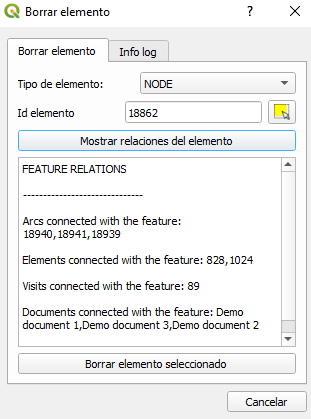 Borrar elemento
?
Borrar elemento
Info log
Tipo de elemento:
NODE
Id elemento
18862
Mostrar relaciones del elemento
FEATURE RELATIONS
------------------------------
Arcs connected with the feature:
18940,18941,18939
Elements connected with the feature: 828,1024
Visits connected with the feature: 89
Documents connected with the feature: Demo
document 1,Demo document 3,Demo document 2
Borrar elemento seleccionado
Cancelar